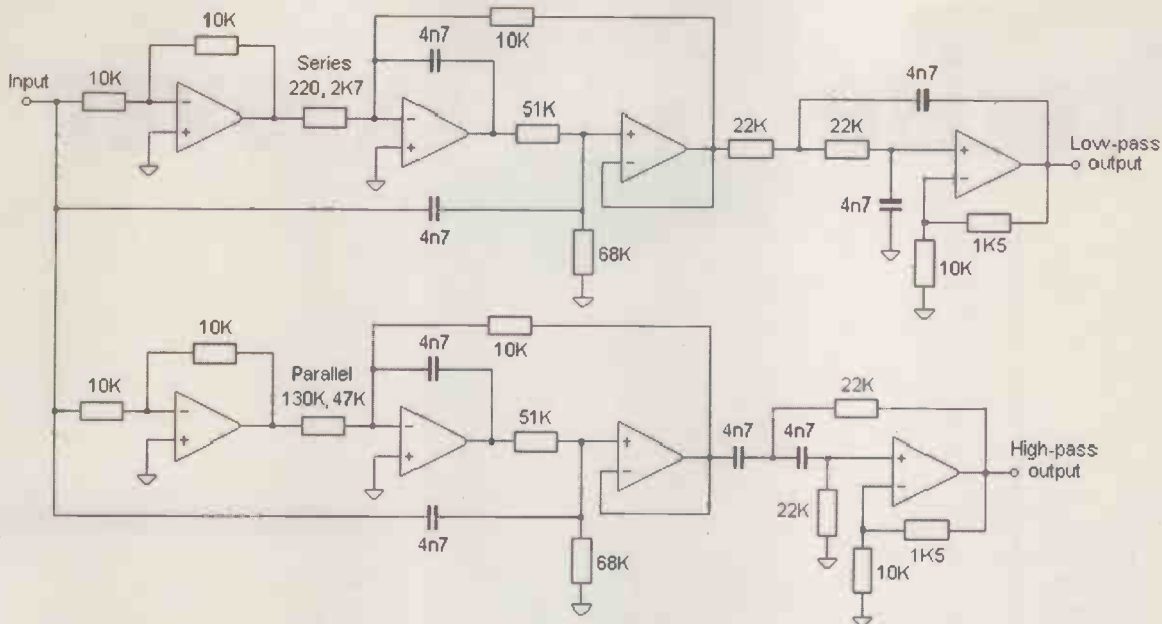 Input
10K
10K
Series
220, 2K7
10K
4n7
51K
4n7
68K
22K
22K
4n7
4n7
1K5
10K
Low-pass
output
10K
10K
Parallel
130K, 47K
10K
4n7
51K
4n7
68K
4n7
4n7
22K
22K
1K5
10K
High-pass
output